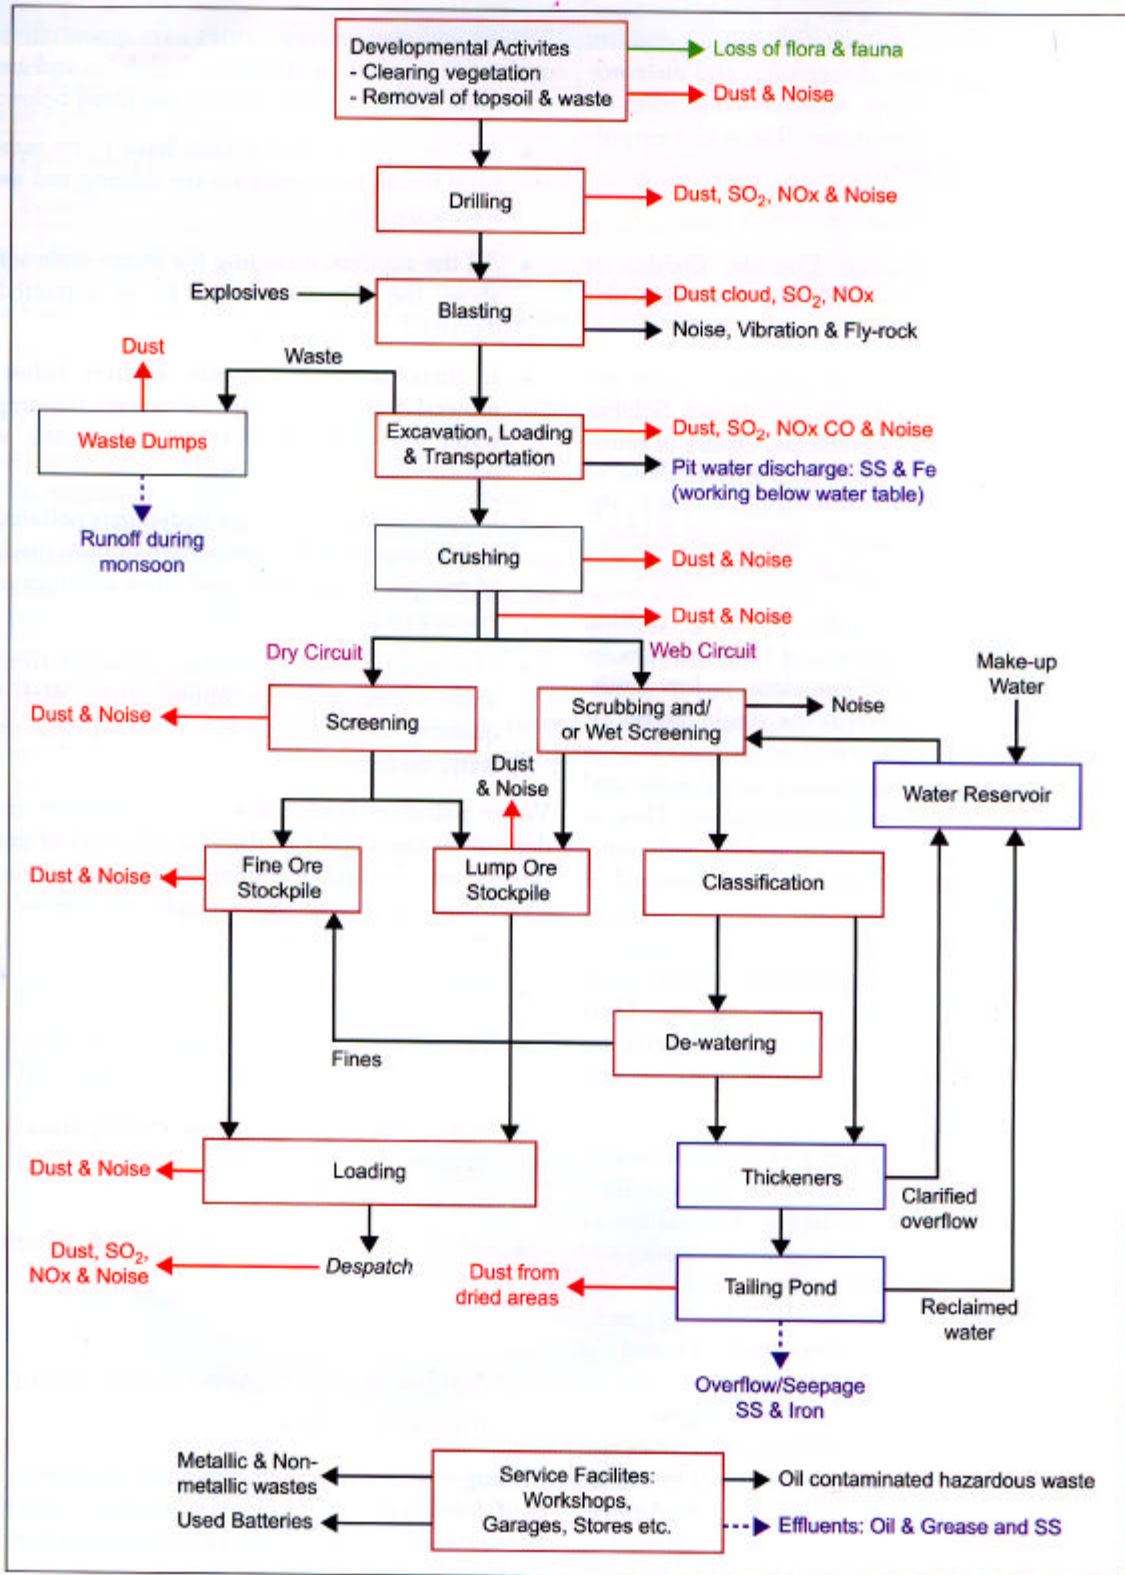 Developmental Activites
- Clearing vegetation
- Removal of topsoil & waste
Loss of flora & fauna
Dust & Noise
Drilling
Dust, SO2, NOx & Noise
Explosives
Blasting
Dust cloud, SO2, NOx
Noise, Vibration & Fly-rock
Dust
Waste
Waste Dumps
Excavation, Loading
& Transportation
Dust, SO2, NOx CO & Noise
Pit water discharge: SS & Fe
(working below water table)
Runoff during
monsoon
Crushing
Dust & Noise
Dust & Noise
Dry Circuit
Web Circuit
Make-up
Water
Dust & Noise
Screening
Scrubbing and/
or Wet Screening
Noise
Dust
& Noise
Water Reservoir
Dust & Noise
Fine Ore
Stockpile
Lump Ore
Stockpile
Classification
De-watering
Fines
Dust & Noise
Loading
Thickeners
Clarified
overflow
Dust, SO2,
NOx & Noise
Despatch
Dust from
dried areas
Tailing Pond
Reclaimed
water
Overflow/Seepage
SS & Iron
Metallic & Non-
metallic wastes
Used Batteries
Service Facilites:
Workshops,
Garages, Stores etc.
Oil contaminated hazardous waste
Effluents: Oil & Grease and SS